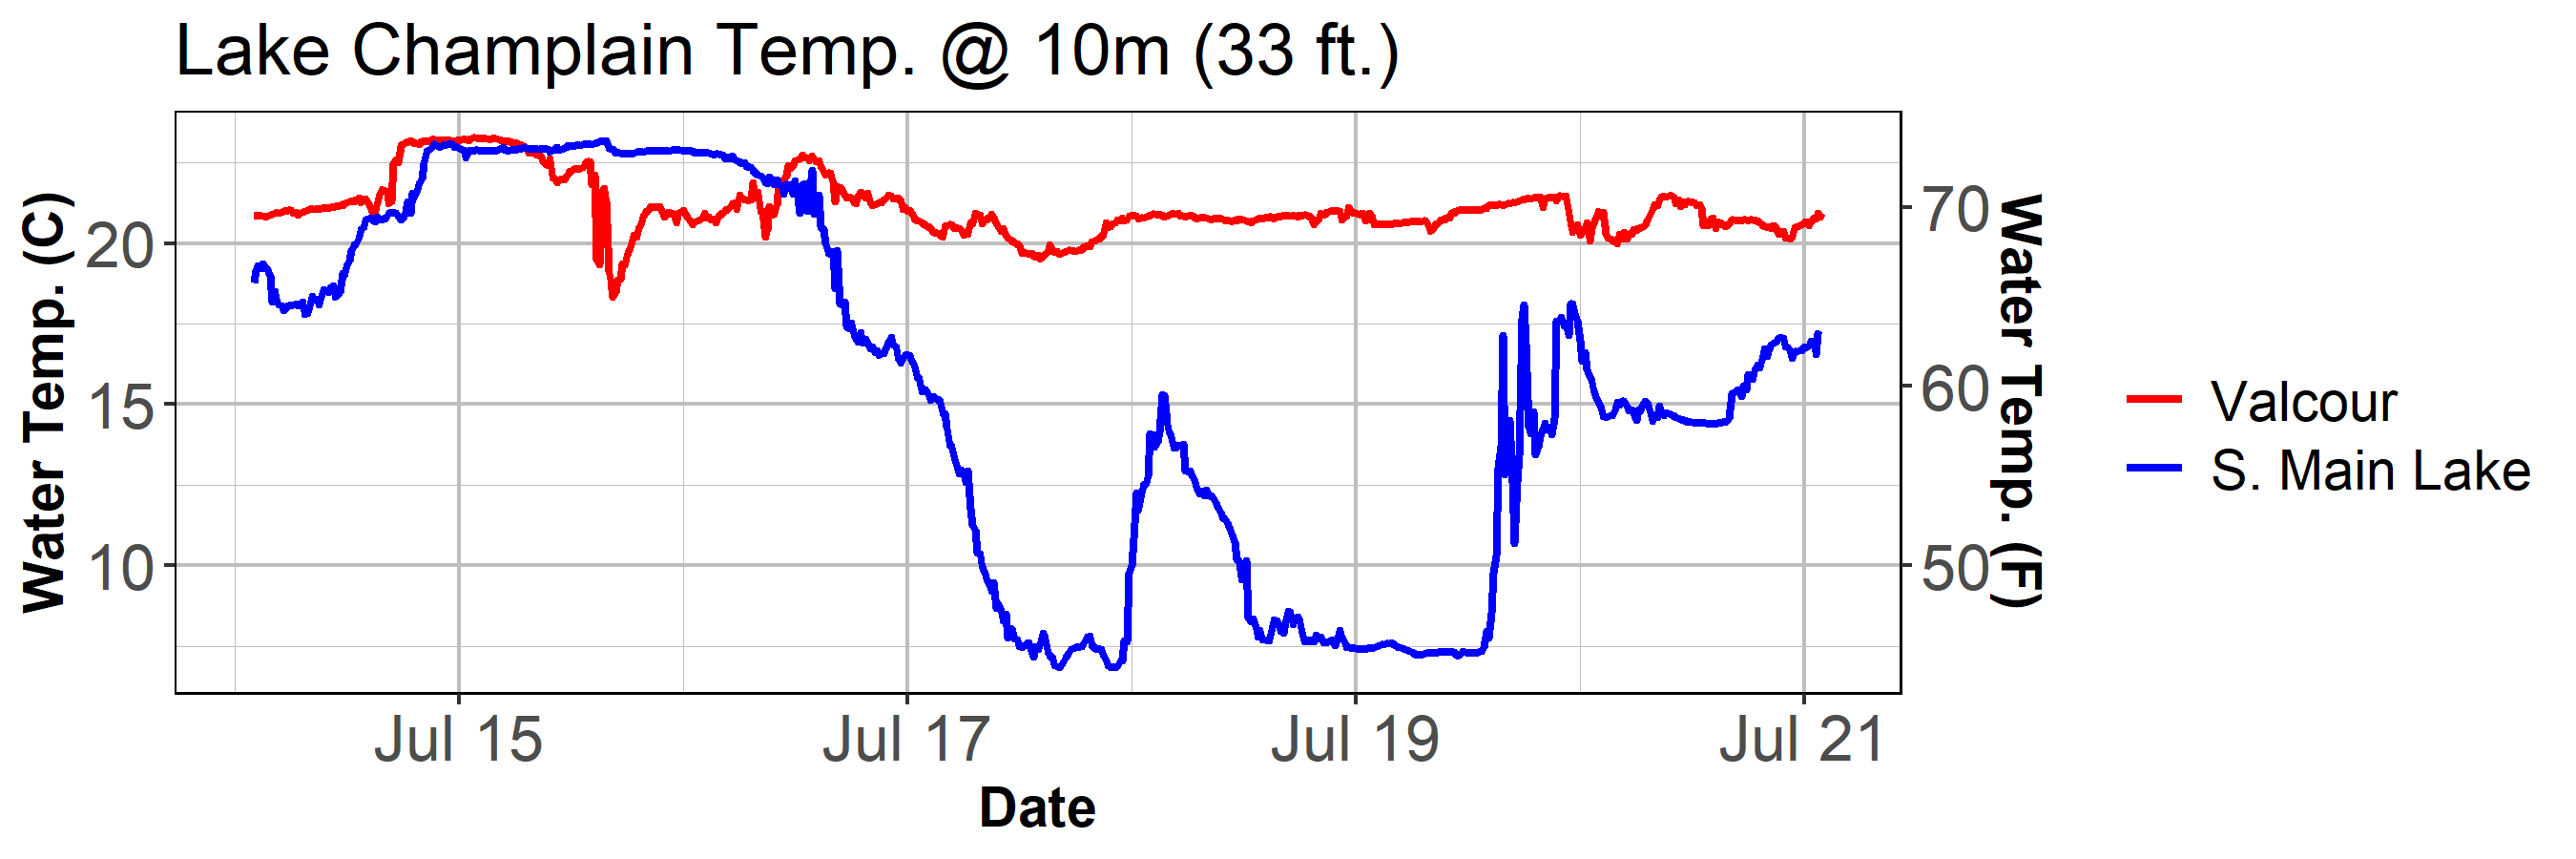 Lake Champlain Temp. @ 10m (33 ft.)
Water Temp. (C)
20
15
10
70
60
50
Water Temp. (F)
Jul 15
Jul 17
Jul 19
Jul 21
Date
Valcour
S. Main Lake